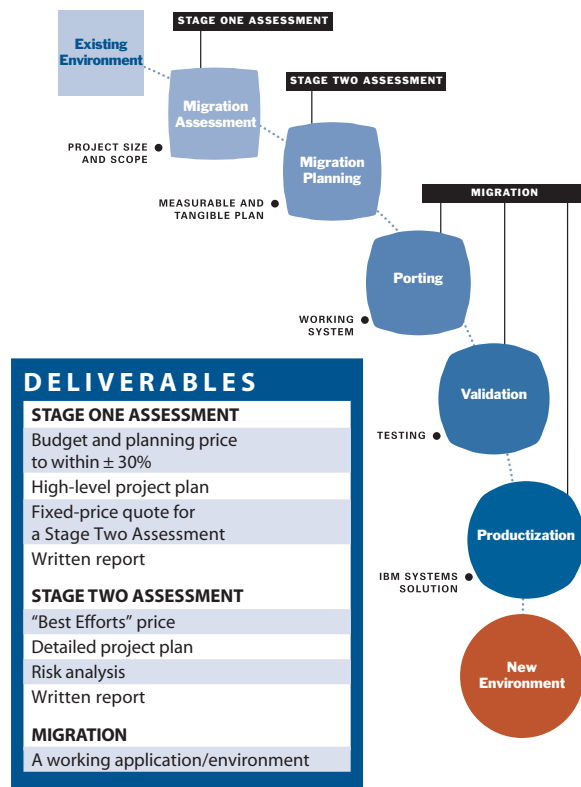 Existing
Environment
STAGE ONE ASSESSMENT
Migration
Assessment
PROJECT SIZE
AND SCOPE
STAGE TWO ASSESSMENT
Migration
Planning
MEASURABLE AND
TANGIBLE PLAN
MIGRATION
Porting
WORKING
SYSTEM
Validation
TESTING
Productization
IBM SYSTEMS
SOLUTION
New
Environment
DELIVERABLES
STAGE ONE ASSESSMENT
Budget and planning price
to within ± 30%
High-level project plan
Fixed-price quote for
a Stage Two Assessment
Written report
STAGE TWO ASSESSMENT
“Best Efforts” price
Detailed project plan
Risk analysis
Written report
MIGRATION
A working application/environment